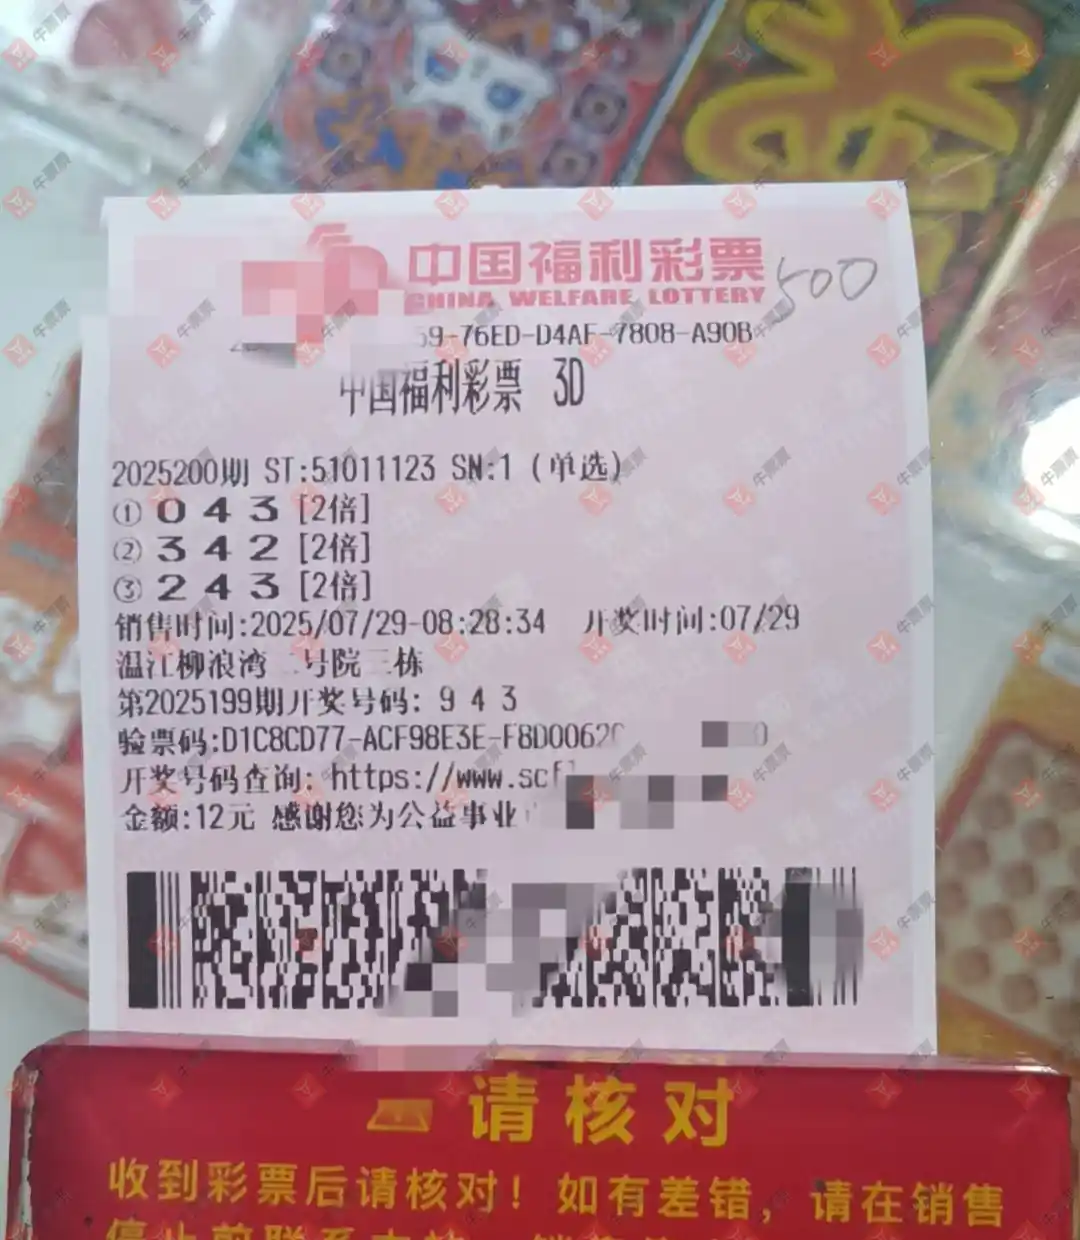 中国福利彩票
CHINA WELFARE LOTTERY
500
59-76ED-D4AF-7808-A90B
中国福利彩票 3D
2025200期 ST:51011123 SN:1 (单选)
① 0 4 3 [2倍]
② 3 4 2 [2倍]
③ 2 4 3 [2倍]
销售时间:2025/07/29-08:28:34 开奖时间:07/29
温江柳浪湾二号院三栋
第2025199期开奖号码: 9 4 3
验票码:D1C8CD77-ACF98E3E-F8D0062
开奖号码查询: https://www.scf
金额:12元 感谢您为公益事业
请核对
收到彩票后请核对！如有差错，请在销售
牛票票